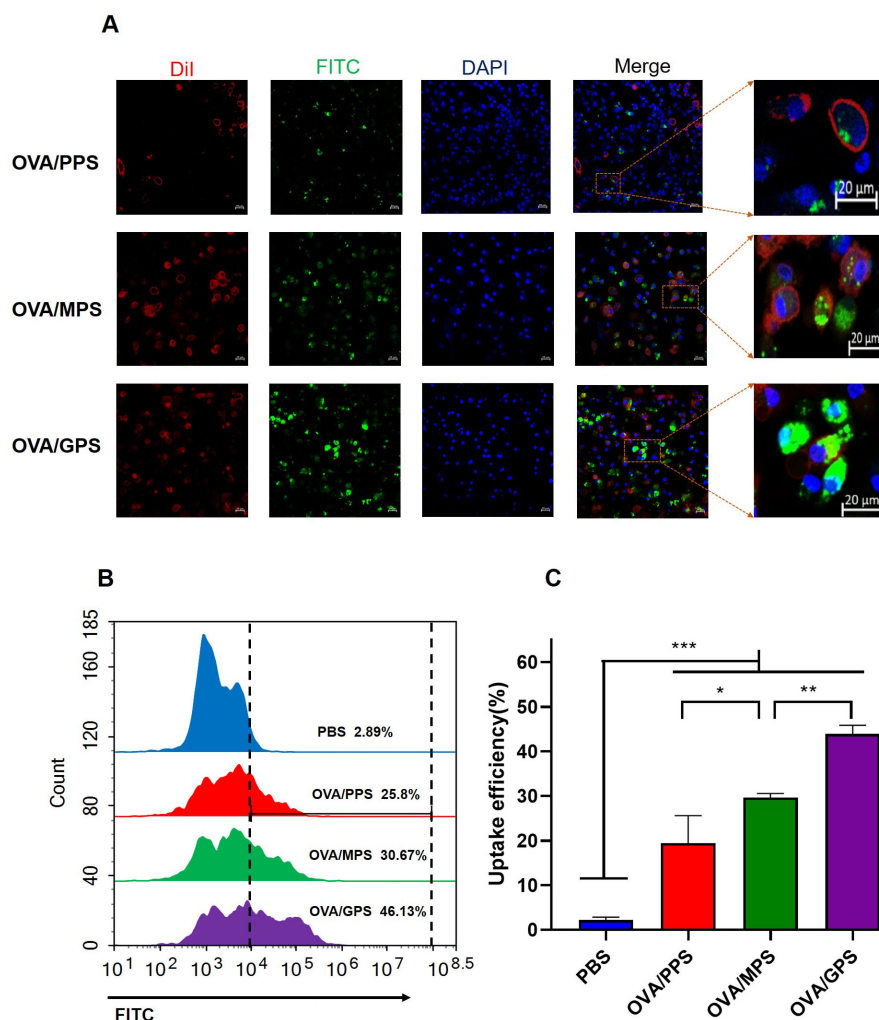 A
DiI FITC DAPI Merge
OVA/PPS
20 μm
OVA/MPS
20 μm
OVA/GPS
20 μm
B
185
160
120
80
40
0
Count
PBS 2.89%
OVA/PPS 25.8%
OVA/MPS 30.67%
OVA/GPS 46.13%
10¹ 10³ 10⁴ 10⁵ 10⁶ 10⁷ 10⁸·⁵
FITC
C
Uptake efficiency(%)
60
50
40
30
20
10
0
***
* **
PBS OVA/PPS OVA/MPS OVA/GPS